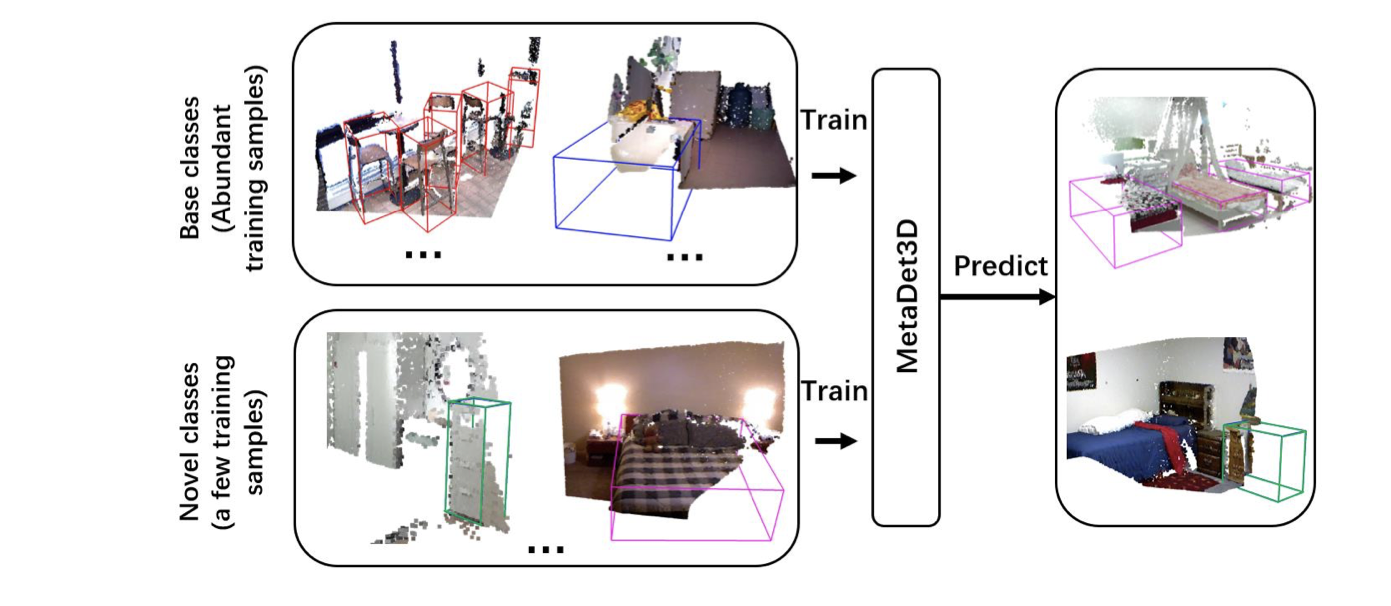 Base classes
(Abundant
training samples)
...
...
Train
Novel classes
(a few training
samples)
...
Train
MetaDet3D
Predict